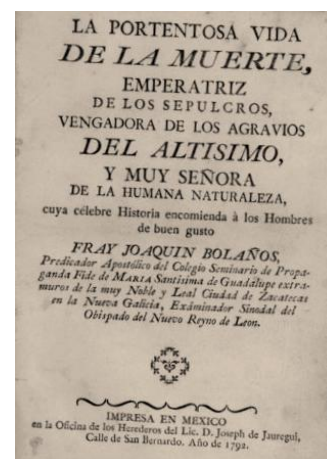 LA PORTENTOSA VIDA
DE LA MUERTE,
EMPERATRIZ
DE LOS SEPULCROS,
VENGADORA DE LOS AGRAVIOS
DEL ALTISIMO,
Y MUY SEÑORA
DE LA HUMANA NATURALEZA,
cuya célebre Historia encomienda à los Hombres
de buen gusto
FRAY JOAQUIN BOLAÑOS,
Predicador Apostólico del Colegio Seminario de Propa-
ganda Fide de MARIA Santisima de Guadalupe extra-
muros de la muy Noble y Leal Ciudad de Zacatecas
en la Nueva Galicia, Exâminador Sinodal del
Obispado del Nuevo Reyno de Leon.
IMPRESA EN MEXICO
en la Oficina de los Herederos del Lic. D. Joseph de Jauregui,
Calle de San Bernardo. Año de 1792.